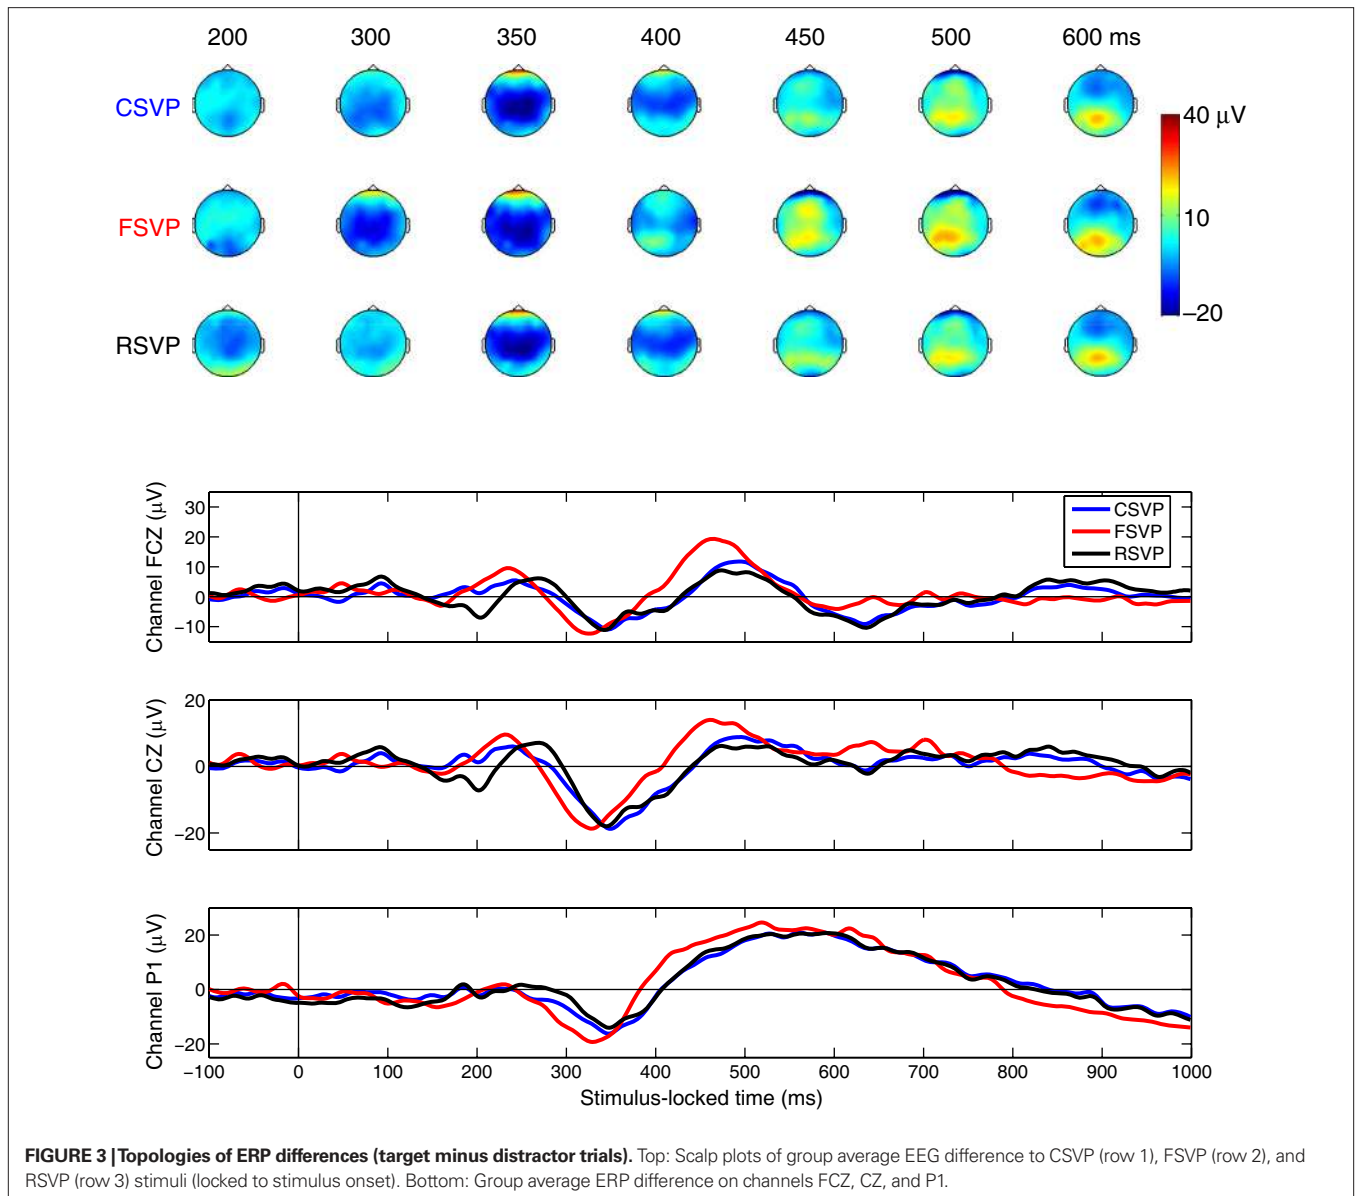 200 300 350 400 450 500 600 ms
CSVP
40 μV
FSVP
10
RSVP
−20
Channel FCZ (μV)
30
20
10
0
−10
CSVP
FSVP
RSVP
Channel CZ (μV)
20
0
−20
Channel P1 (μV)
20
0
−20
−100 0 100 200 300 400 500 600 700 800 900 1000
Stimulus-locked time (ms)
FIGURE 3 | Topologies of ERP differences (target minus distractor trials). Top: Scalp plots of group average EEG difference to CSVP (row 1), FSVP (row 2), and
RSVP (row 3) stimuli (locked to stimulus onset). Bottom: Group average ERP difference on channels FCZ, CZ, and P1.